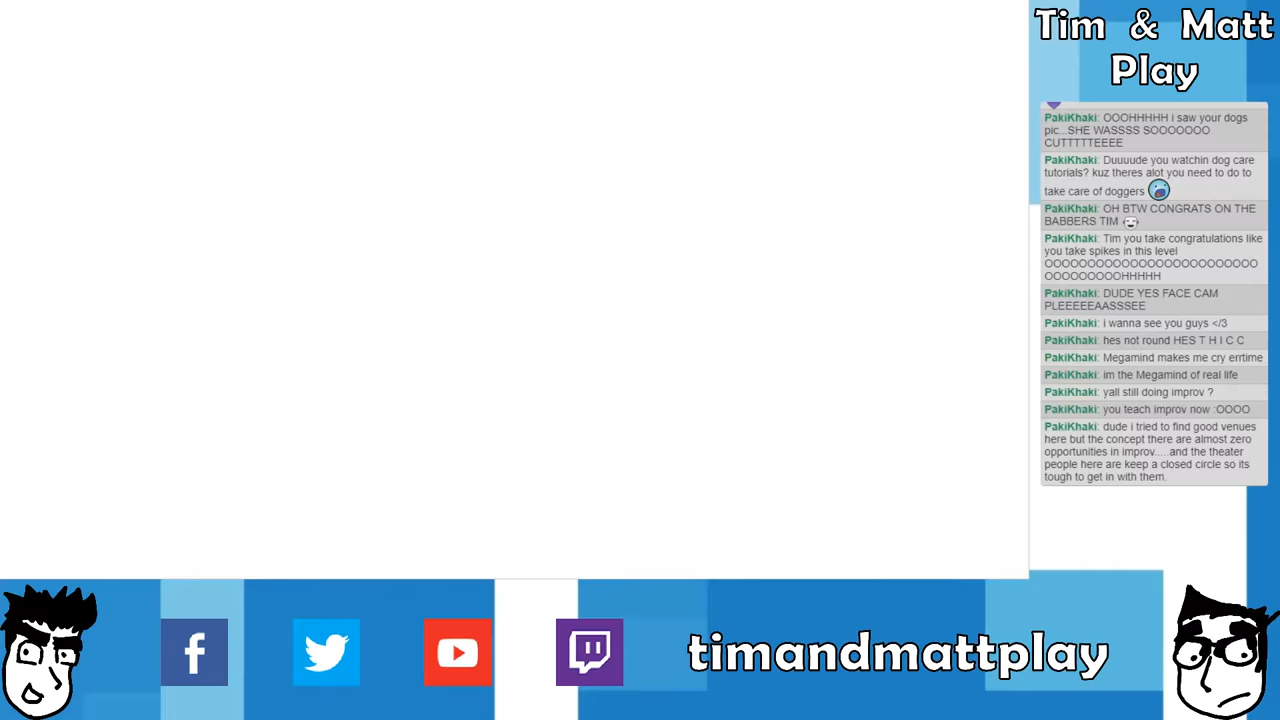 Tim & Matt
Play
PakiKhaki: OOOHHHHH i saw your dogs
pic...SHE WASSSS SOOOOOOO
CUTTTTTEEEE
PakiKhaki: Duuuude you watchin dog care
tutorials? kuz theres alot you need to do to
take care of doggers
PakiKhaki: OH BTW CONGRATS ON THE
BABBERS TIM
PakiKhaki: Tim you take congratulations like
you take spikes in this level
OOOOOOOOOOOOOOOOOOOOOOOOO
OOOOOOOOOHHHHH
PakiKhaki: DUDE YES FACE CAM
PLEEEEEAASSSEE
PakiKhaki: i wanna see you guys </3
PakiKhaki: hes not round HES T H I C C
PakiKhaki: Megamind makes me cry errtime
PakiKhaki: im the Megamind of real life
PakiKhaki: yall still doing improv ?
PakiKhaki: you teach improv now :OOOO
PakiKhaki: dude i tried to find good venues
here but the concept there are almost zero
opportunities in improv.....and the theater
people here are keep a closed circle so its
tough to get in with them.
timandmattplay